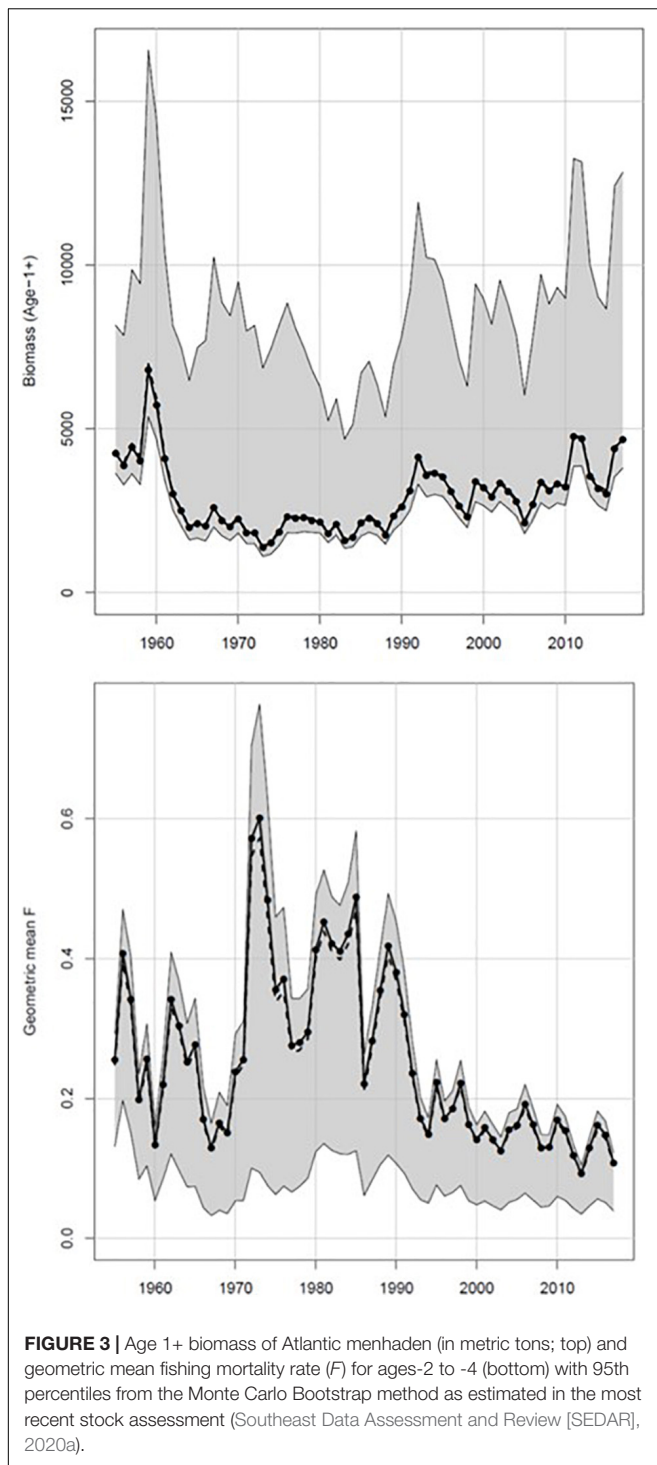 15000
10000
5000
0
Biomass (Age−1+)
1960 1970 1980 1990 2000 2010
0.6
0.4
0.2
0.0
Geometric mean F
1960 1970 1980 1990 2000 2010
FIGURE 3 | Age 1+ biomass of Atlantic menhaden (in metric tons; top) and
geometric mean fishing mortality rate (F) for ages-2 to -4 (bottom) with 95th
percentiles from the Monte Carlo Bootstrap method as estimated in the most
recent stock assessment (Southeast Data Assessment and Review [SEDAR],
2020a).